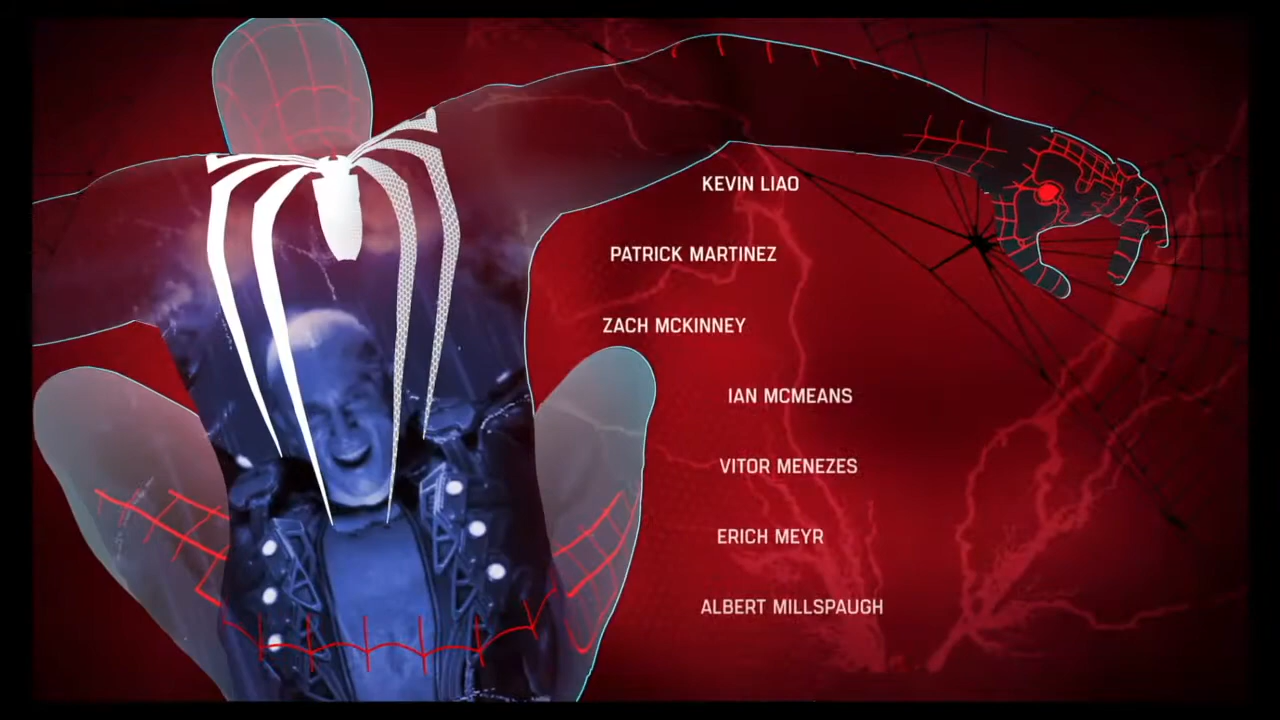 KEVIN LIAO
PATRICK MARTINEZ
ZACH MCKINNEY
IAN MCMEANS
VITOR MENEZES
ERICH MEYR
ALBERT MILLSPAUGH